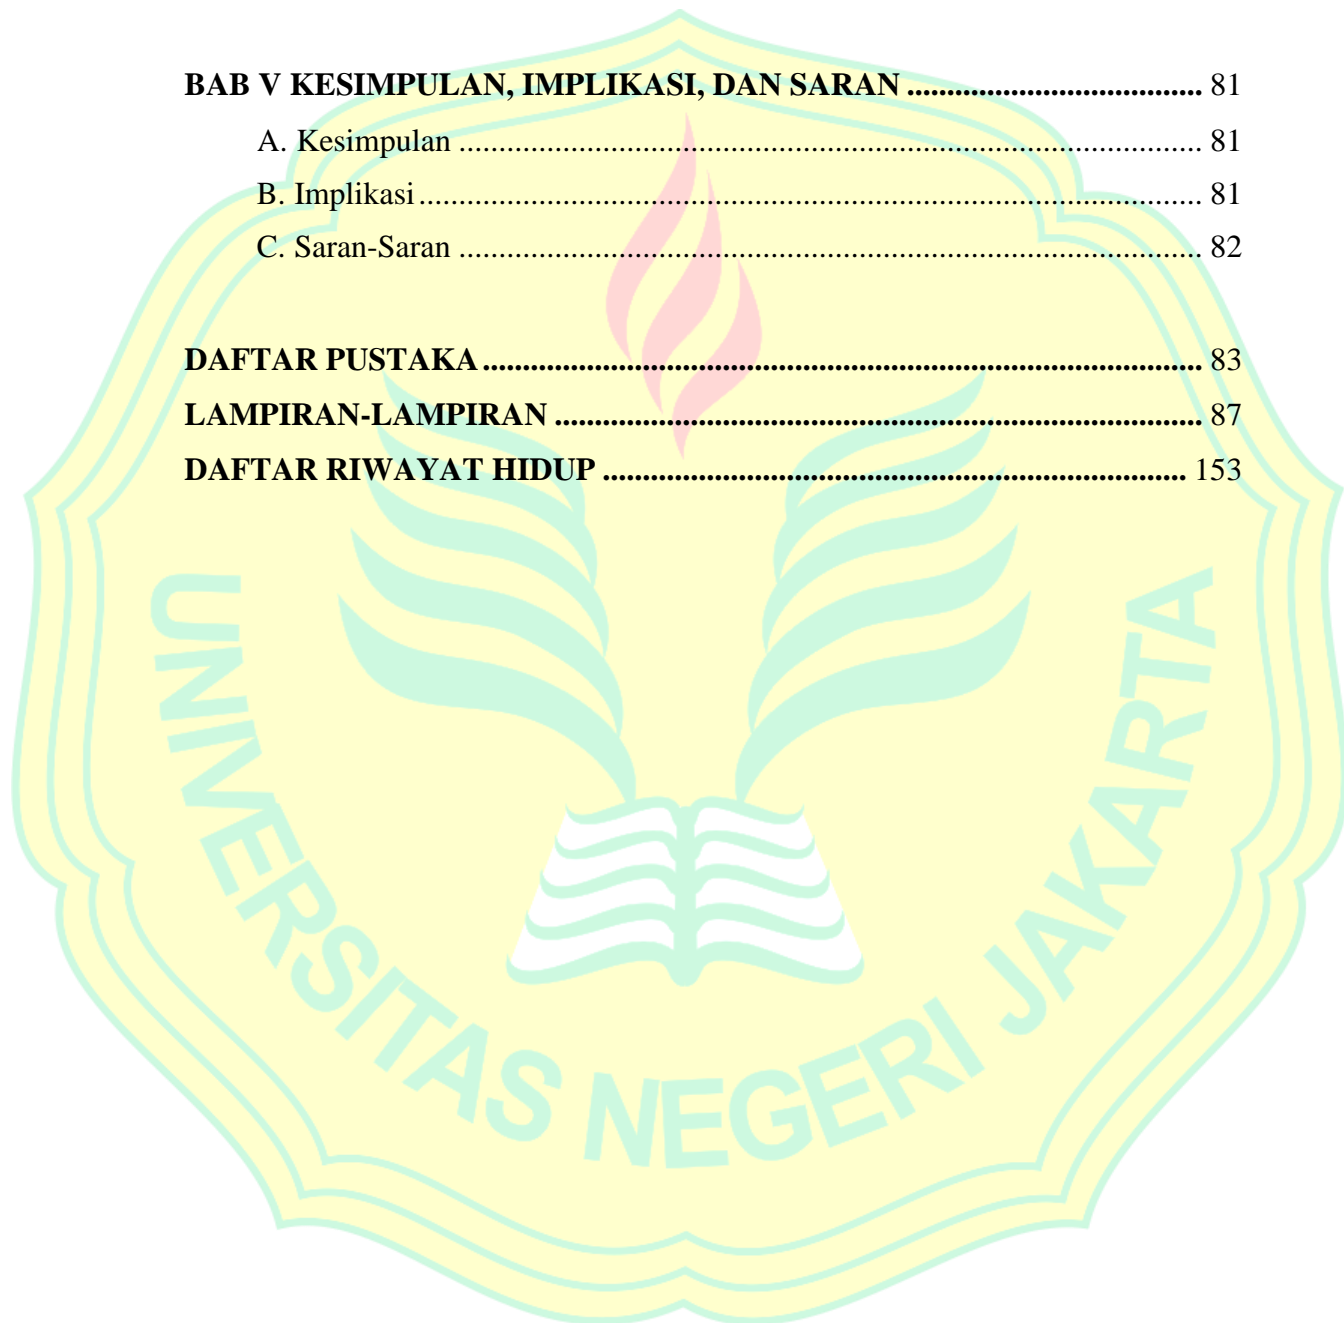 BAB V KESIMPULAN, IMPLIKASI, DAN SARAN ..................................... 81
A. Kesimpulan ............................................................................................. 81
B. Implikasi .................................................................................................. 81
C. Saran-Saran ............................................................................................. 82
DAFTAR PUSTAKA .......................................................................................... 83
LAMPIRAN-LAMPIRAN ................................................................................. 87
DAFTAR RIWAYAT HIDUP ......................................................................... 153
UNIVERSITAS NEGERI JAKARTA